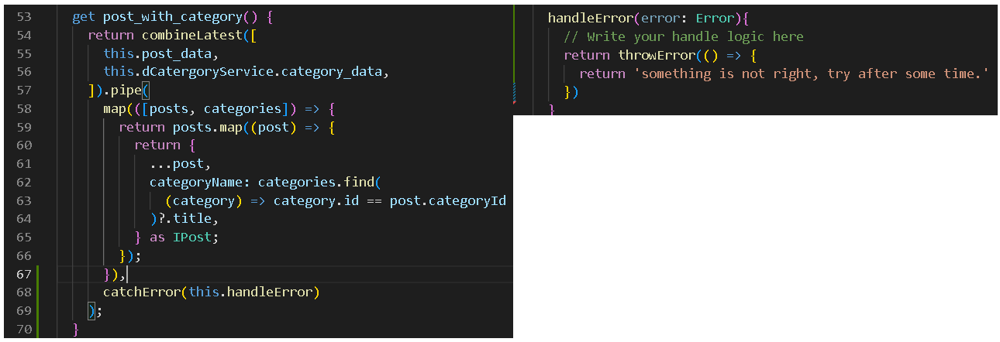 53 get post_with_category() {
54 return combineLatest([
55 this.post_data,
56 this.dCatergoryService.category_data,
57 ]).pipe(
58 map(([posts, categories]) => {
59 return posts.map((post) => {
60 return {
61 ...post,
62 categoryName: categories.find(
63 (category) => category.id == post.categoryId
64 )?.title,
65 } as IPost;
66 });
67 }),
68 catchError(this.handleError)
69 );
70 }
handleError(error: Error){
// Write your handle logic here
return throwError(() => {
return 'something is not right, try after some time.'
})
}